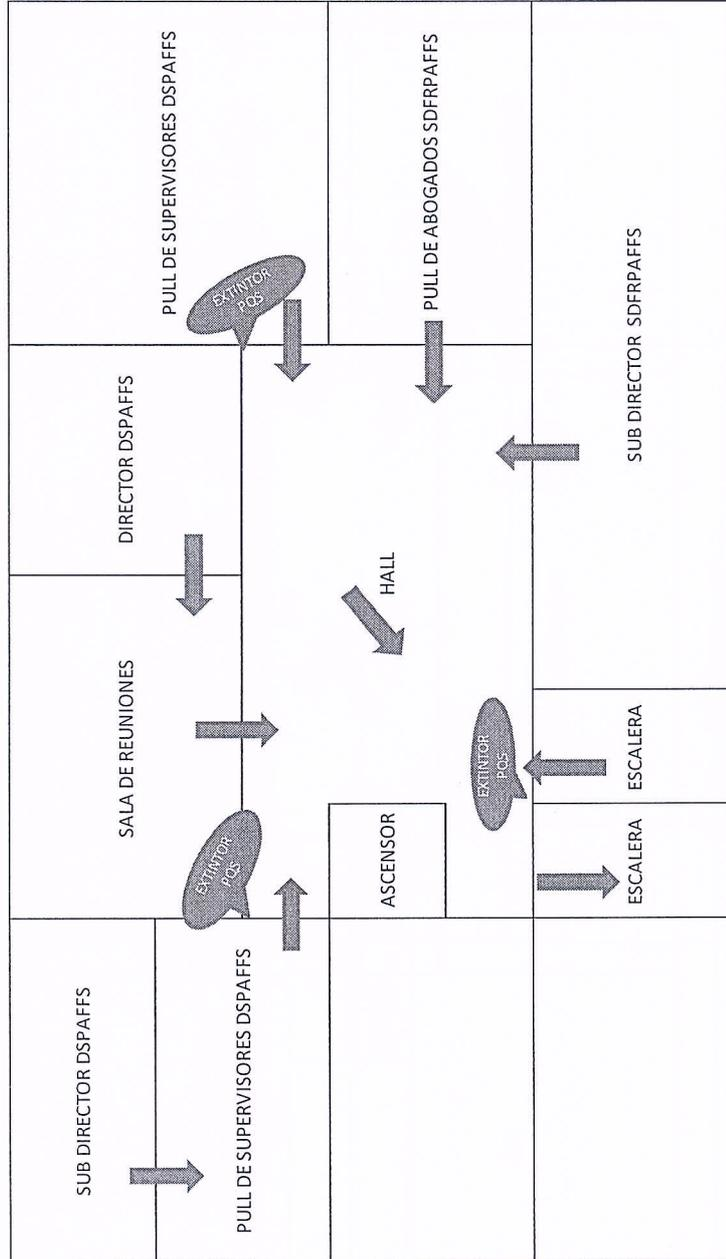 SUB DIRECTOR DSPAFFS
PULL DE SUPERVISORES DSPAFFS
SALA DE REUNIONES
DIRECTOR DSPAFFS
PULL DE SUPERVISORES DSPAFFS
EXTINTOR
PQS
EXTINTOR
PQS
ASCENSOR
HALL
PULL DE ABOGADOS SDFRPAFFS
EXTINTOR
PQS
ESCALERA
ESCALERA
SUB DIRECTOR SDFRPAFFS